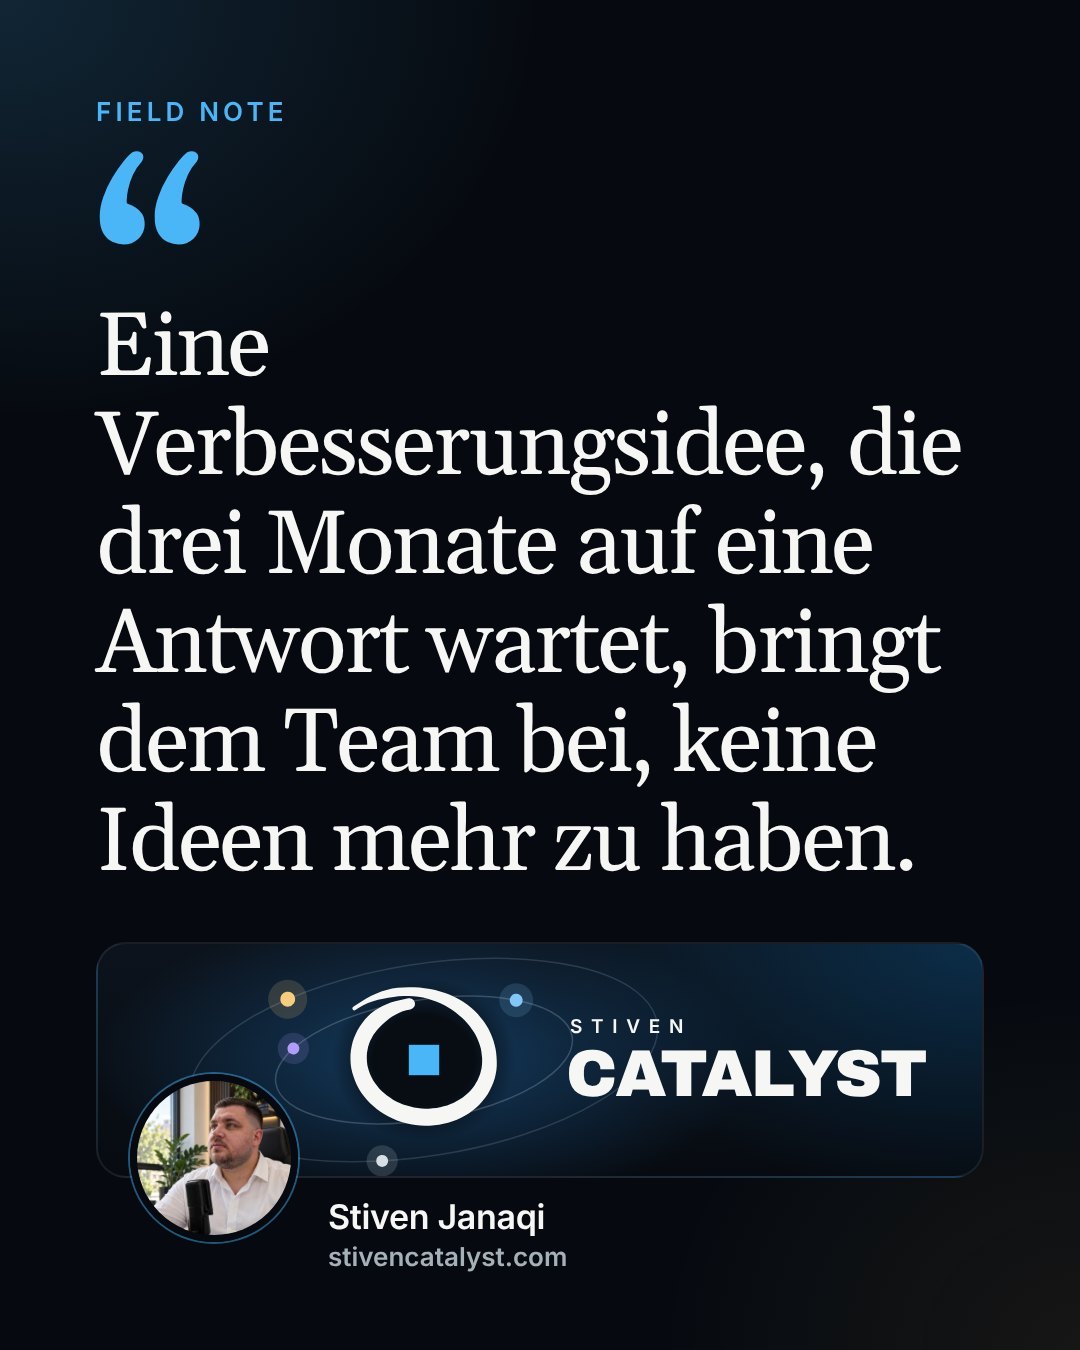 FIELD NOTE
“
Eine
Verbesserungsidee, die
drei Monate auf eine
Antwort wartet, bringt
dem Team bei, keine
Ideen mehr zu haben.
STIVEN
CATALYST
Stiven Janaqi
stivencatalyst.com